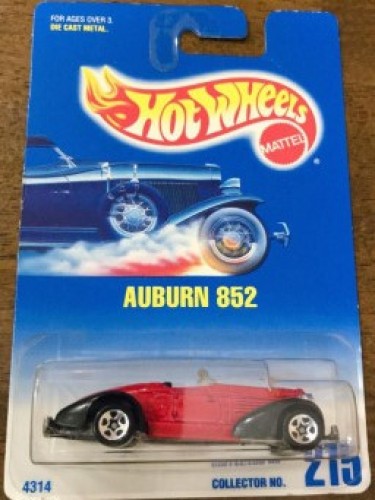 FOR AGES OVER 3.
DIE CAST METAL.
HOT WHEELS
MATTEL
®
AUBURN 852
4314
COLLECTOR NO. 215